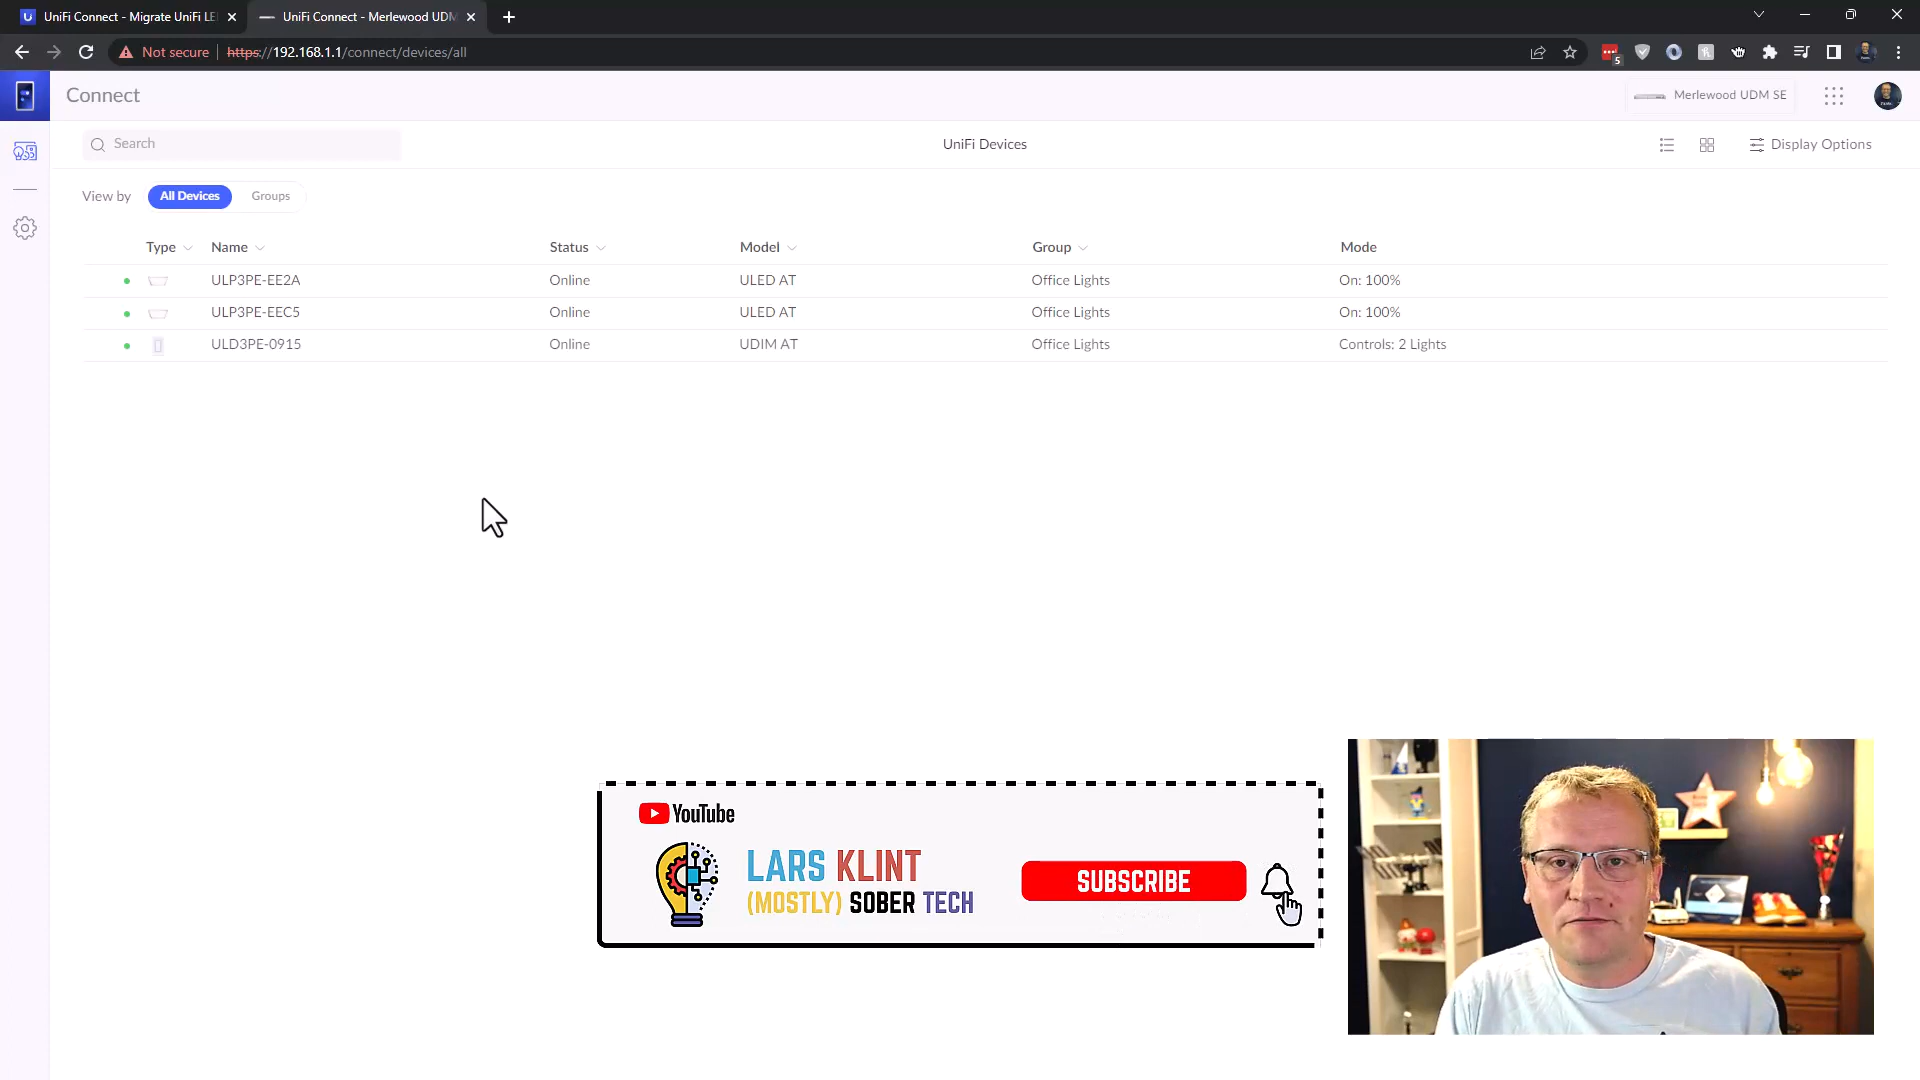 UniFi Connect - Migrate UniFi LE
UniFi Connect - Merlewood UDM
Not secure
https://192.168.1.1/connect/devices/all
5
Connect
Merlewood UDM SE
Search
UniFi Devices
Display Options
View by
All Devices
Groups
Type Name Status Model Group Mode
ULP3PE-EE2A Online ULED AT Office Lights On: 100%
ULP3PE-EEC5 Online ULED AT Office Lights On: 100%
ULD3PE-0915 Online UDIM AT Office Lights Controls: 2 Lights
YouTube
LARS KLINT
(MOSTLY) SOBER TECH
SUBSCRIBE